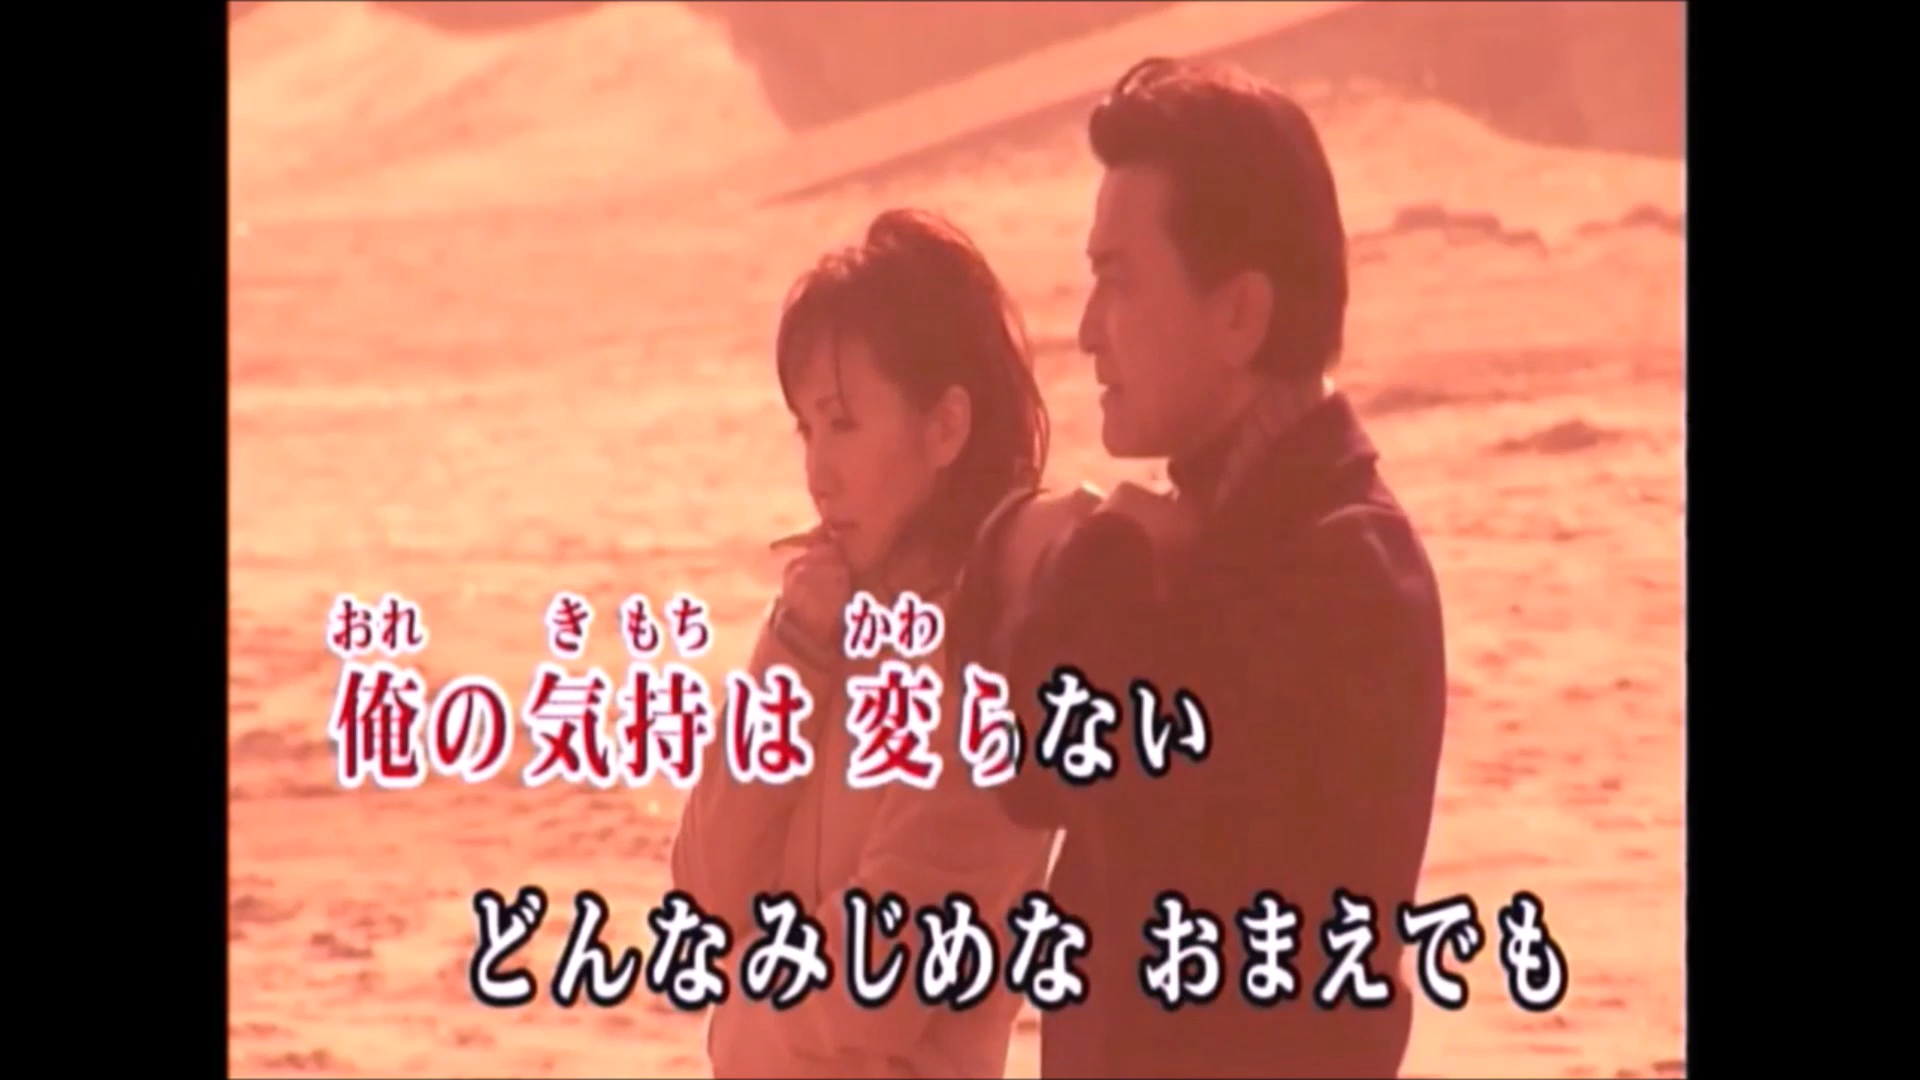 おれ き もち かわ
俺の気持は 変らない
どんなみじめな おまえでも